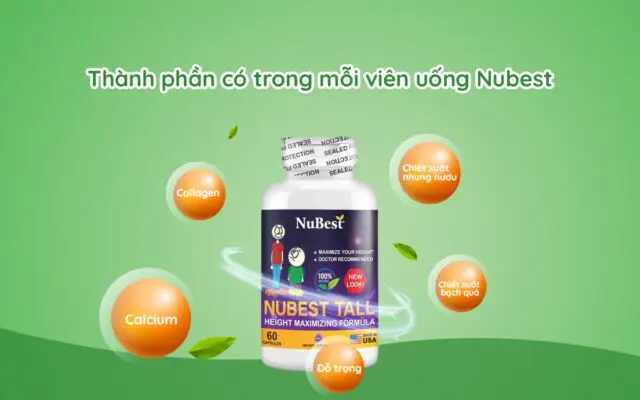 Thành phần có trong mỗi viên uống Nubest
SEALED FO
PROTECTION
Collagen
Chiết xuất
nhung hươu
NuBest
MAXIMIZE YOUR HEIGHT
DOCTOR RECOMMENDED
100%
NEW
LOOK!
NUBEST TALL
HEIGHT MAXIMIZING FORMULA
60
CAPSULES
USA
Chiết xuất
bạch quả
Calcium
Đỗ trọng